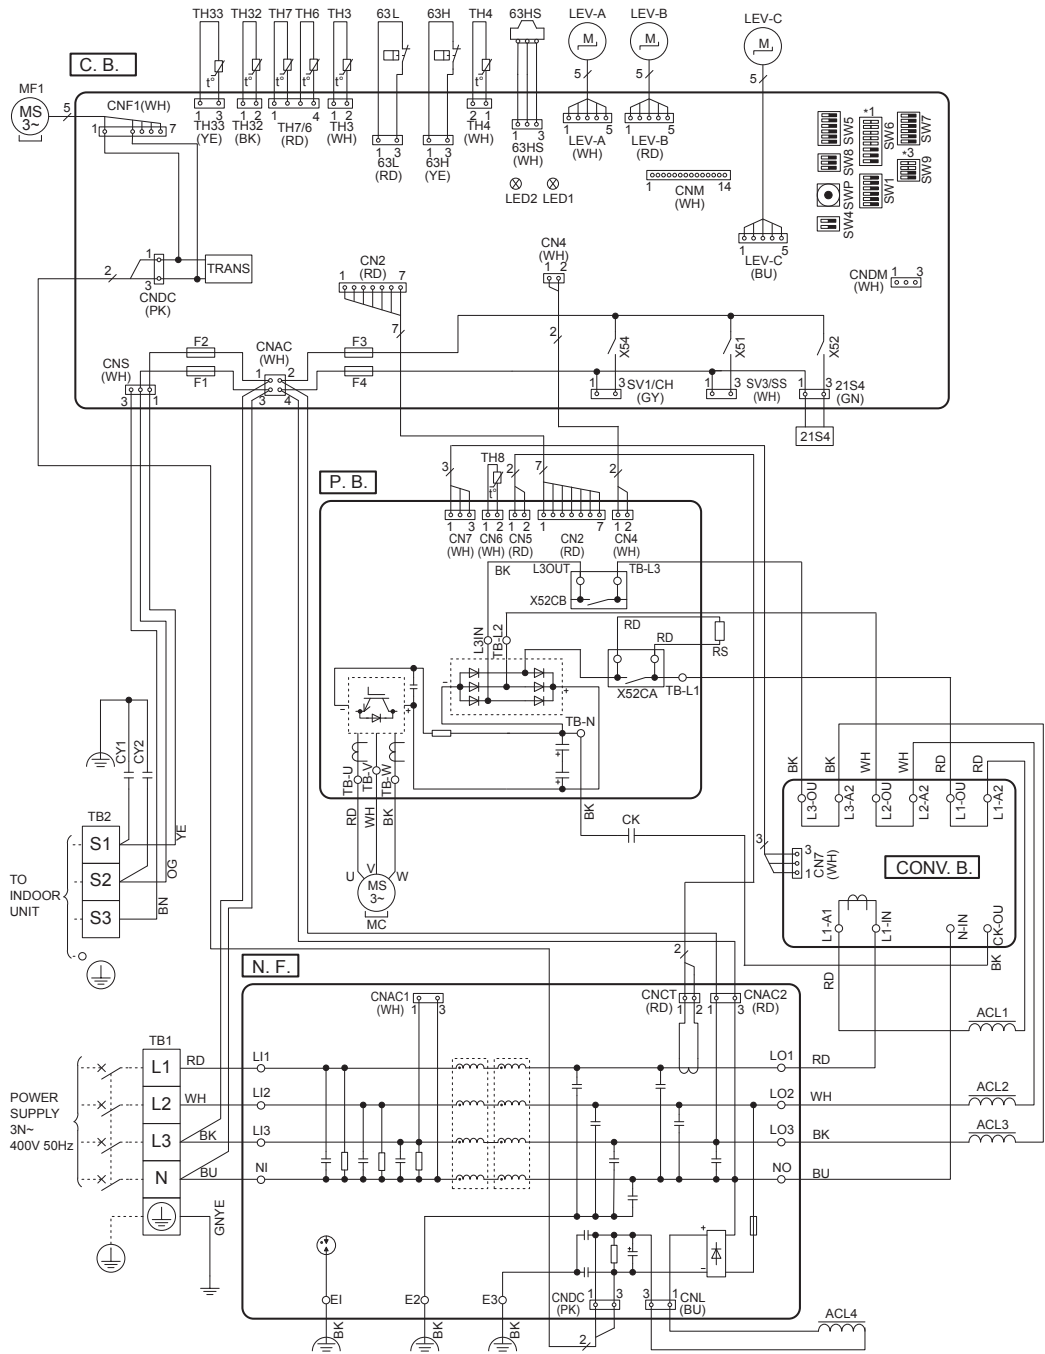 TH33 TH32 TH7 TH6 TH3 63L 63H TH4 63HS LEV-A LEV-B LEV-C
M M M
t° t° t° t° t° t°
5 5 5
C. B.
MF1
MS
3~
5
CNF1(WH)
1 7
1 3 1 2 1 4 1 2
TH33
(YE)
TH32
(BK)
TH7/6
(RD)
TH3
(WH)
1 3
63L
(RD)
1 3
63H
(YE)
2 1
TH4
(WH)
1 3
63HS
(WH)
1 5
LEV-A
(WH)
1 5
LEV-B
(RD)
LED2 LED1
1 14
CNM
(WH)
SW5
*1
SW6
SW7
SW8
*3
SW9
SWP
SW1
SW4
1 5
LEV-C
(BU)
CNDM
(WH)
1 3
2
1
3
CNDC
(PK)
TRANS
CN2
(RD)
1 7
7
CN4
(WH)
1 2
2
X54 X51 X52
CNS
(WH)
3 1
F2
F1
CNAC
(WH)
1 2
3 4
F3
F4
1 3
SV1/CH
(GY)
1 3
SV3/SS
(WH)
1 3
21S4
(GN)
21S4
P. B.
3 TH8 2 7 2
t°
1 3 1 2 1 2 1 7 1 2
CN7
(WH)
CN6
(WH)
CN5
(RD)
CN2
(RD)
CN4
(WH)
BK
L3OUT
TB-L3
X52CB
L3IN
TB-L2
RD
RD
RS
X52CA
TB-L1
− +
− +
TB-N
+
+
TB-U TB-V TB-W
RD WH BK
BK
U V W
MS
3~
MC
CK
CY1 CY2
TB2
S1
S2
S3
YE
OG
BN
TO
INDOOR
UNIT
BK BK WH WH RD RD
L3-OU L3-A2 L2-OU L2-A2 L1-OU L1-A2
3
3
1
CN7
(WH)
CONV. B.
L1-A1 L1-IN N-IN CK-OU
RD
BK
ACL1
ACL2
ACL3
N. F.
CNAC1
(WH)
1 3
2
CNCT
(RD)
1 2
CNAC2
(RD)
1 3
TB1
L1
L2
L3
N
RD
WH
BK
BU
GNYE
POWER
SUPPLY
3N~
400V 50Hz
LI1
LI2
LI3
NI
LO1
LO2
LO3
NO
RD
WH
BK
BU
+
−
+
EI
E2
E3
BK
BK
BK
CNDC
(PK)
1 3
2
3 1
CNL
(BU)
ACL4